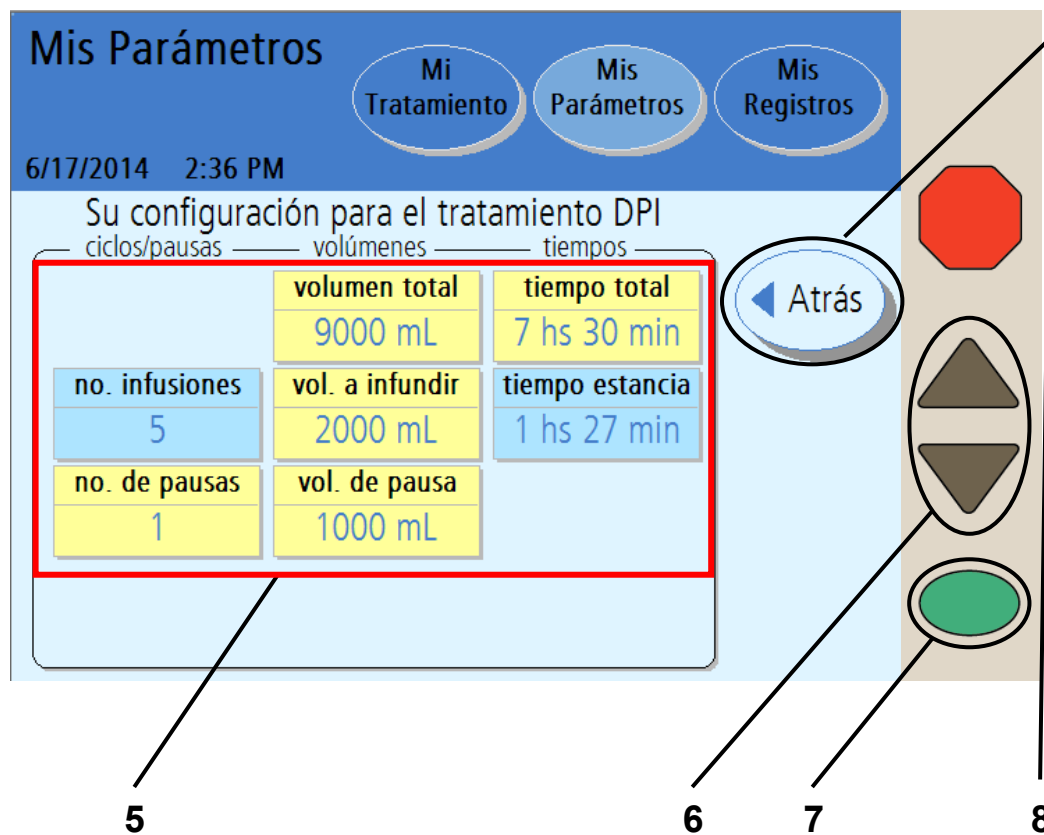 Mis Parámetros
Mi
Tratamiento
Mis
Parámetros
Mis
Registros
6/17/2014 2:36 PM
Su configuración para el tratamiento DPI
ciclos/pausas volúmenes tiempos
volumen total tiempo total
9000 mL 7 hs 30 min
Atrás
no. infusiones vol. a infundir tiempo estancia
5 2000 mL 1 hs 27 min
no. de pausas vol. de pausa
1 1000 mL
5 6 7 8